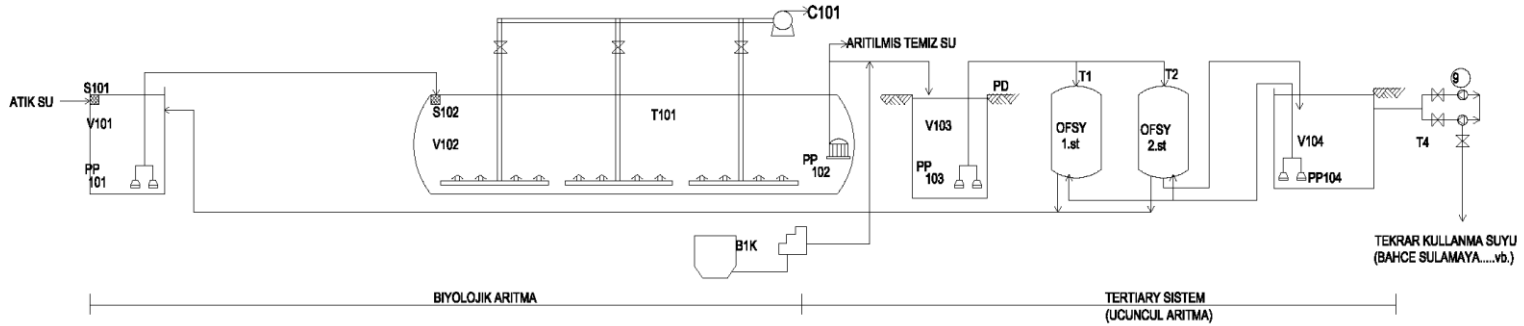 C101
ARITILMIS TEMIZ SU
S101
ATIK SU
V101
PP
101
S102
V102
T101
PP
102
PD
V103
PP
103
T1
T2
OFSY
1.st
OFSY
2.st
9
V104
PP104
T4
B1K
TEKRAR KULLANMA SUYU
(BAHCE SULAMAYA.....vb.)
BIYOLOJIK ARITMA
TERTIARY SISTEM
(UCUNCUL ARITMA)